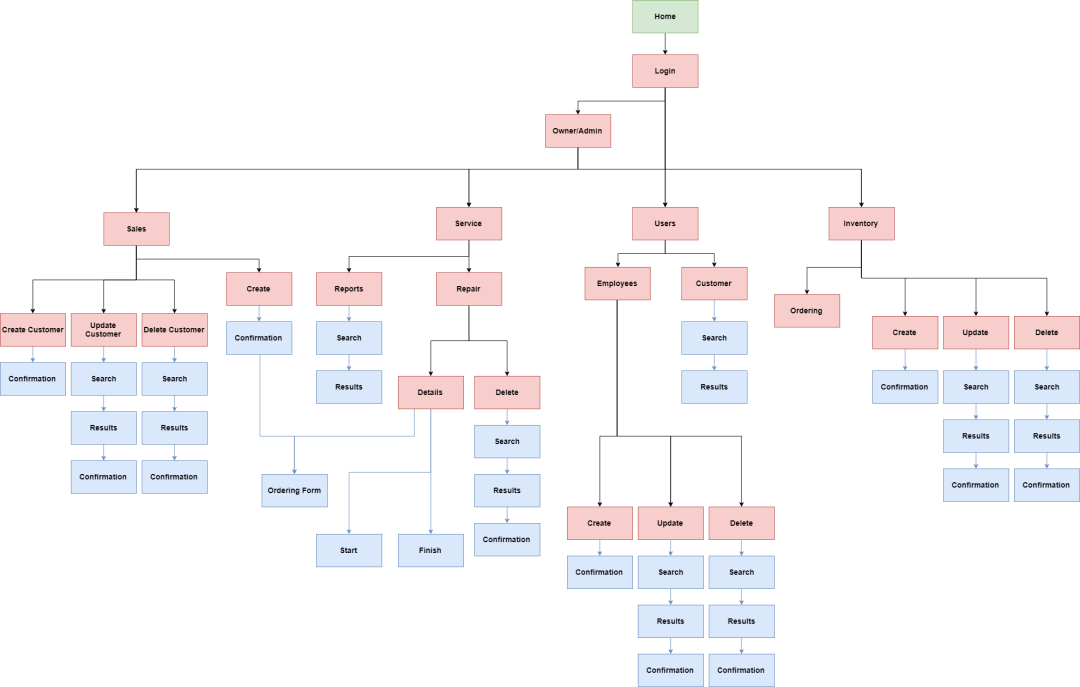 Home
Login
Owner/Admin
Sales
Service
Users
Inventory
Create
Reports
Repair
Employees
Customer
Ordering
Create Customer
Update
Customer
Delete Customer
Confirmation
Search
Search
Create
Update
Delete
Confirmation
Search
Search
Results
Results
Confirmation
Search
Search
Details
Delete
Results
Results
Search
Results
Results
Confirmation
Confirmation
Ordering Form
Results
Confirmation
Confirmation
Create
Update
Delete
Start
Finish
Confirmation
Confirmation
Search
Search
Results
Results
Confirmation
Confirmation